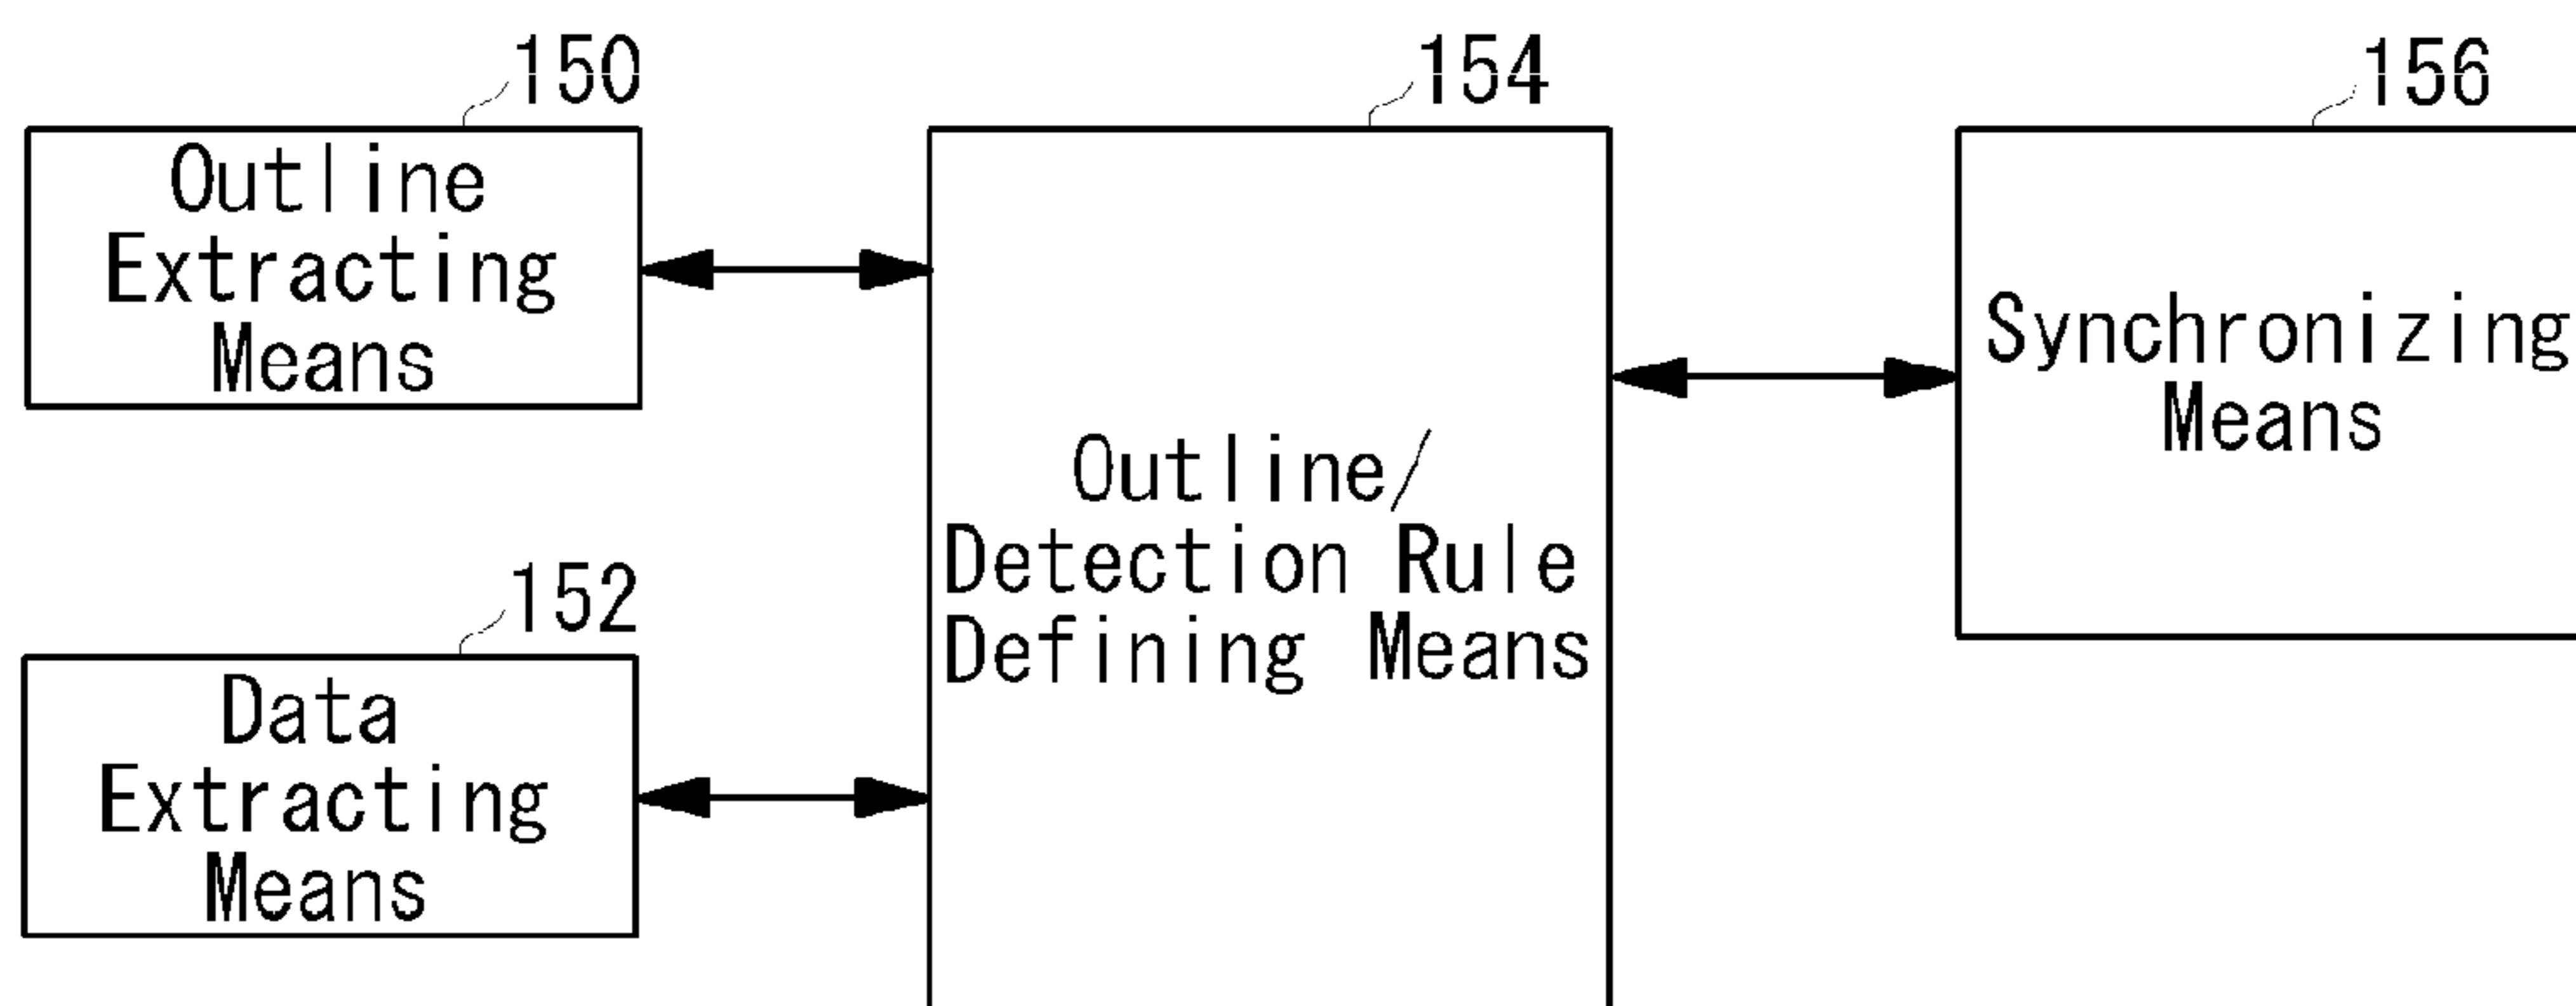 150
Outline
Extracting
Means
152
Data
Extracting
Means
154
Outline/
Detection Rule
Defining Means
156
Synchronizing
Means